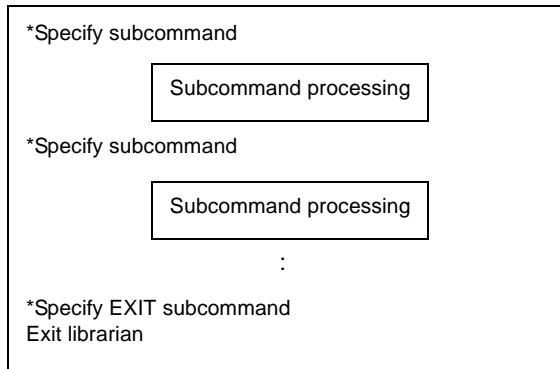 *Specify subcommand
Subcommand processing
*Specify subcommand
Subcommand processing
:
*Specify EXIT subcommand
Exit librarian